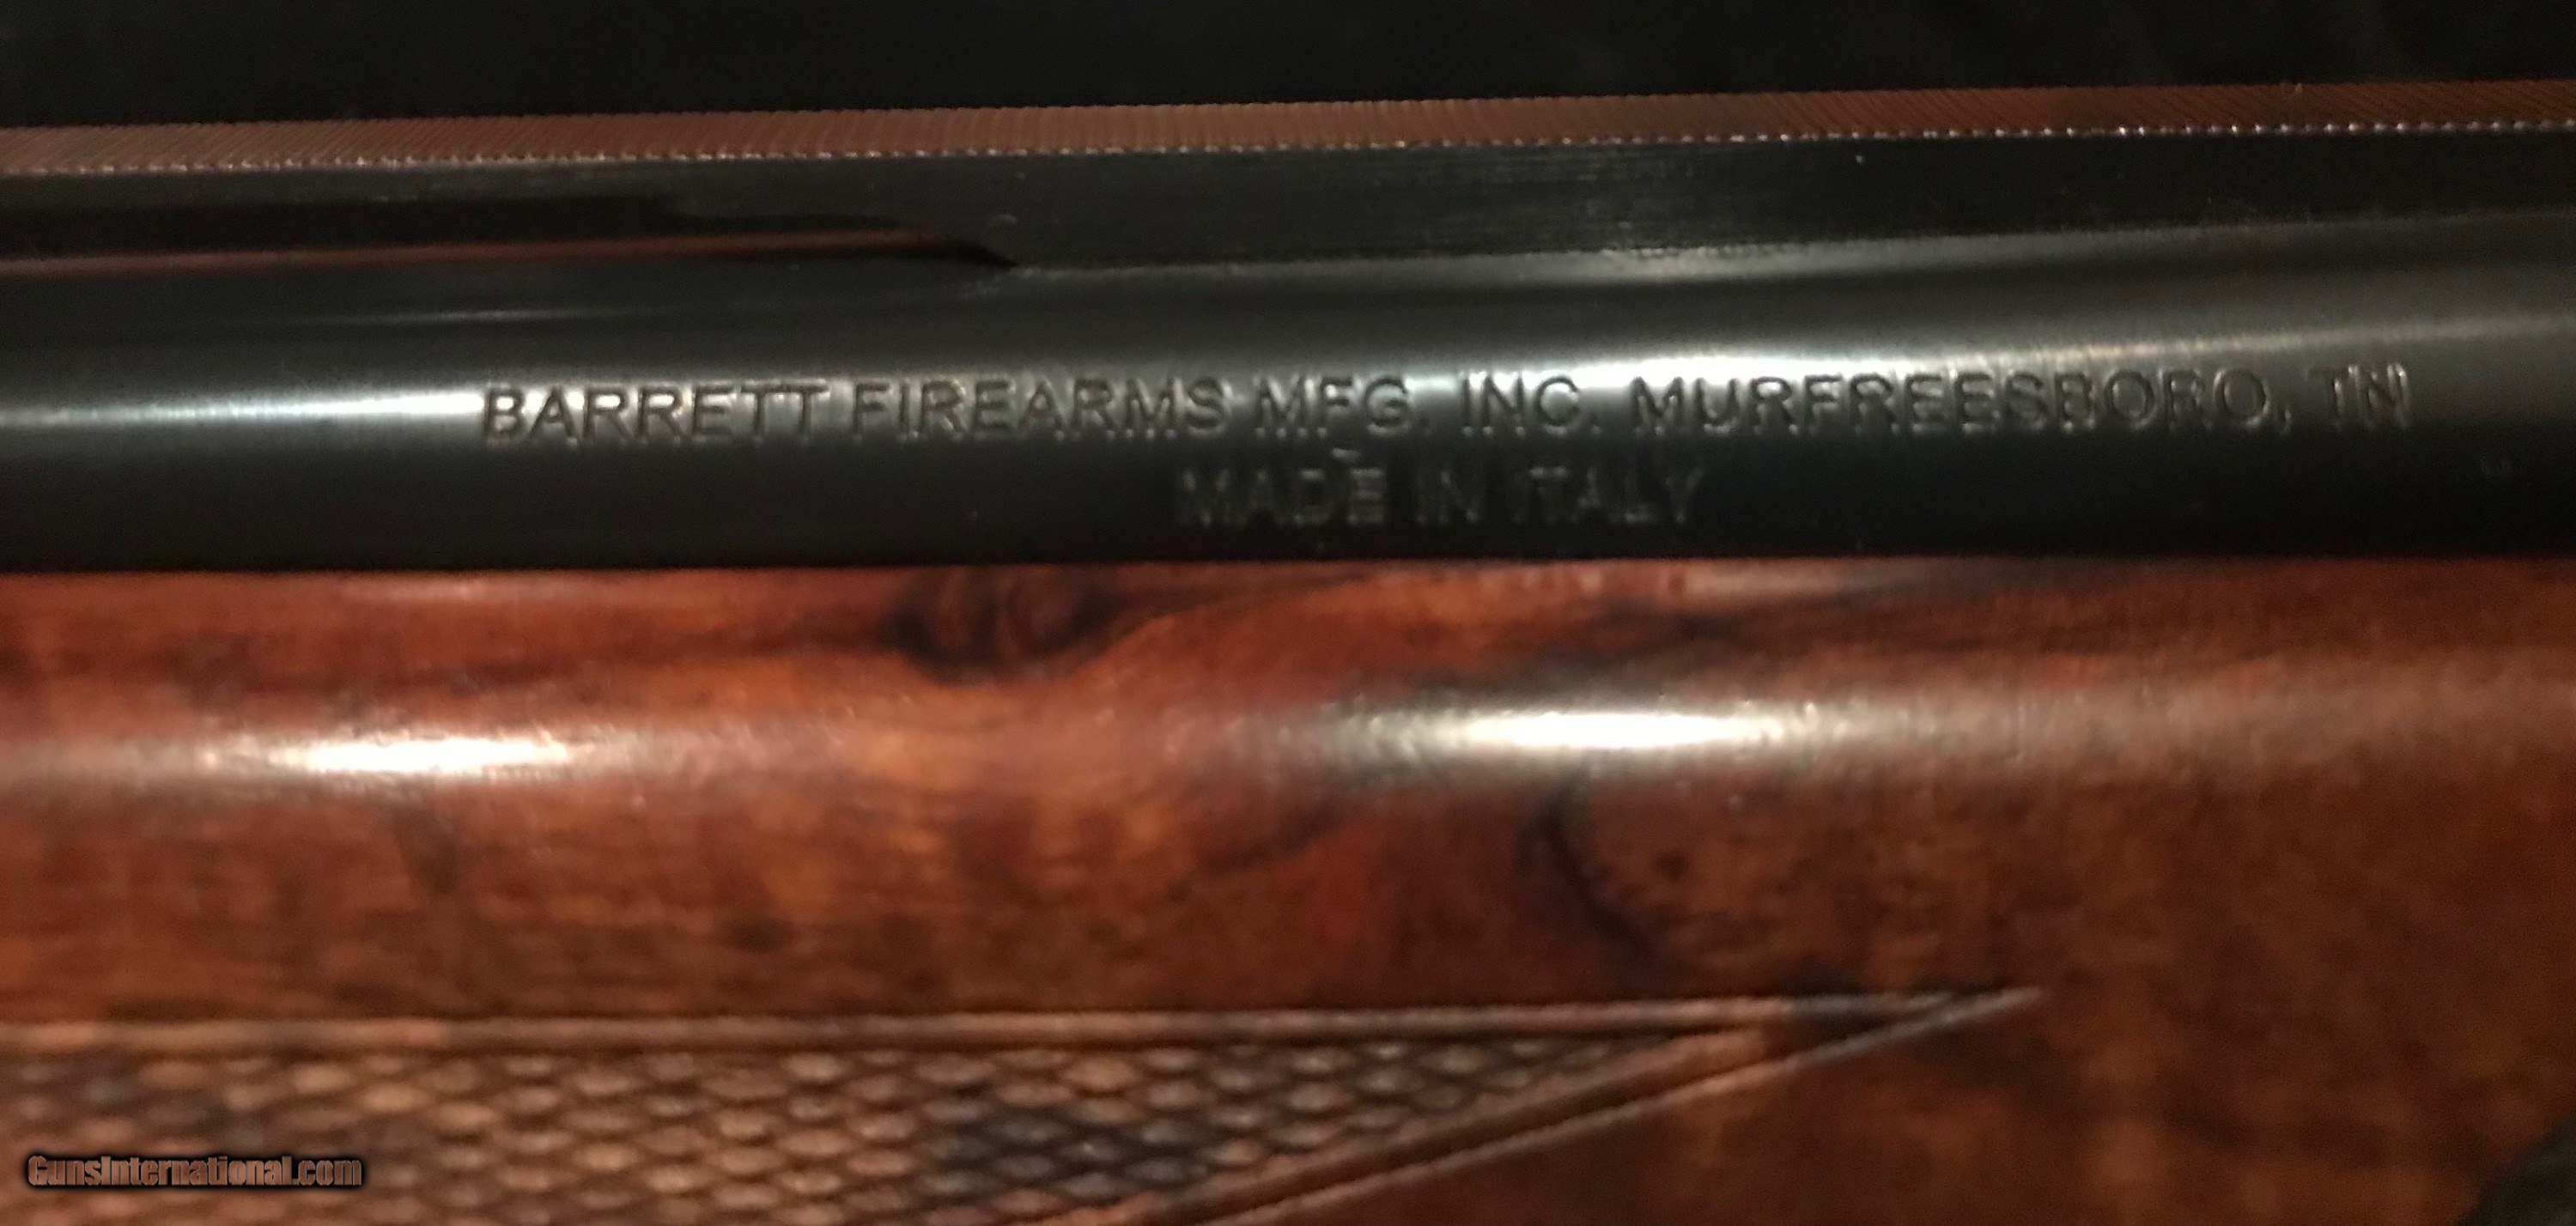 BARRETT FIREARMS MFG. INC. MURFREESBORO, TN
MADE IN ITALY
GunsInternational.com